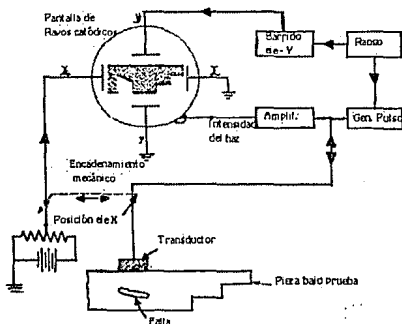 Pantalla de
Rayos catódicos
y
Barrido
de -Y
X
X
y
Intensidad
del haz
Amplif.
Gen. Pulso
Encadenamiento
mecánico
Posición de X
Transductor
Pieza bajo prueba
Falla